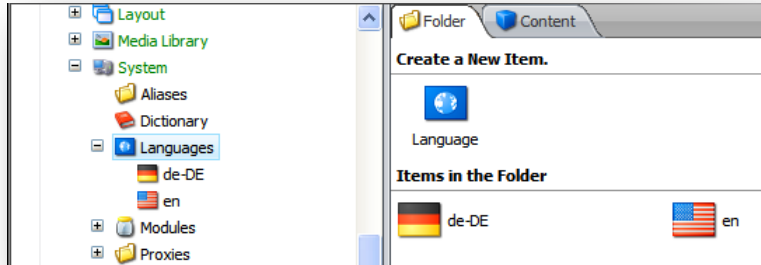 Layout
Media Library
System
Aliases
Dictionary
Languages
de-DE
en
Modules
Proxies
Folder
Content
Create a New Item.
Language
Items in the Folder
de-DE
en